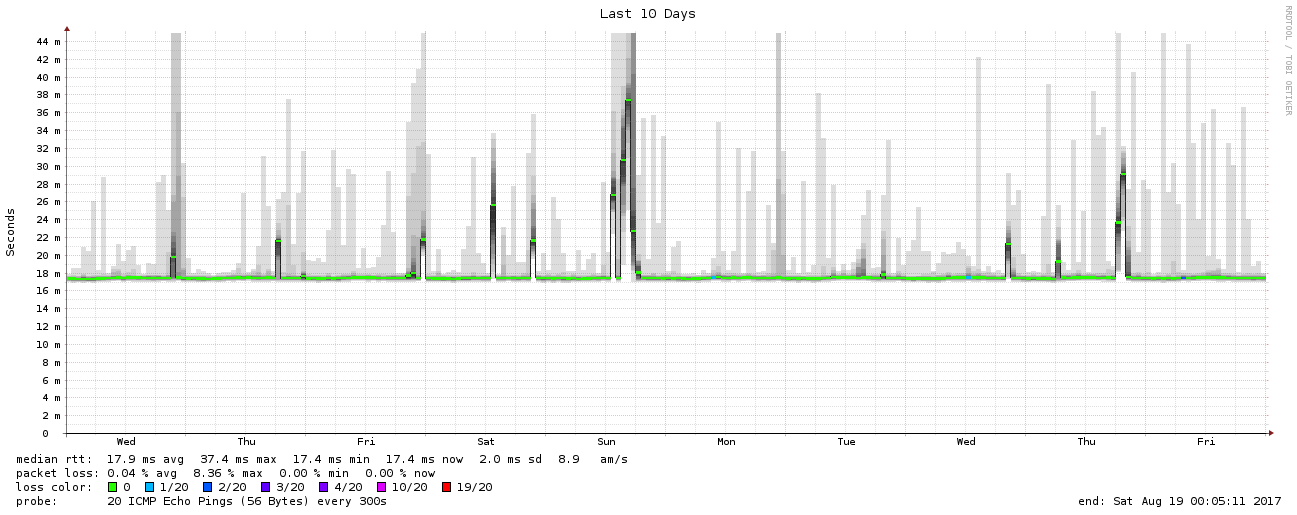 Last 10 Days
RRDTOOL / TOBI OETIKER
Seconds
44 m
42 m
40 m
38 m
36 m
34 m
32 m
30 m
28 m
26 m
24 m
22 m
20 m
18 m
16 m
14 m
12 m
10 m
8 m
6 m
4 m
2 m
0
Wed Thu Fri Sat Sun Mon Tue Wed Thu Fri
median rtt: 17.9 ms avg 37.4 ms max 17.4 ms min 17.4 ms now 2.0 ms sd 8.9 am/s
packet loss: 0.04 % avg 8.36 % max 0.00 % min 0.00 % now
loss color: 0 1/20 2/20 3/20 4/20 10/20 19/20
probe: 20 ICMP Echo Pings (56 Bytes) every 300s end: Sat Aug 19 00:05:11 2017